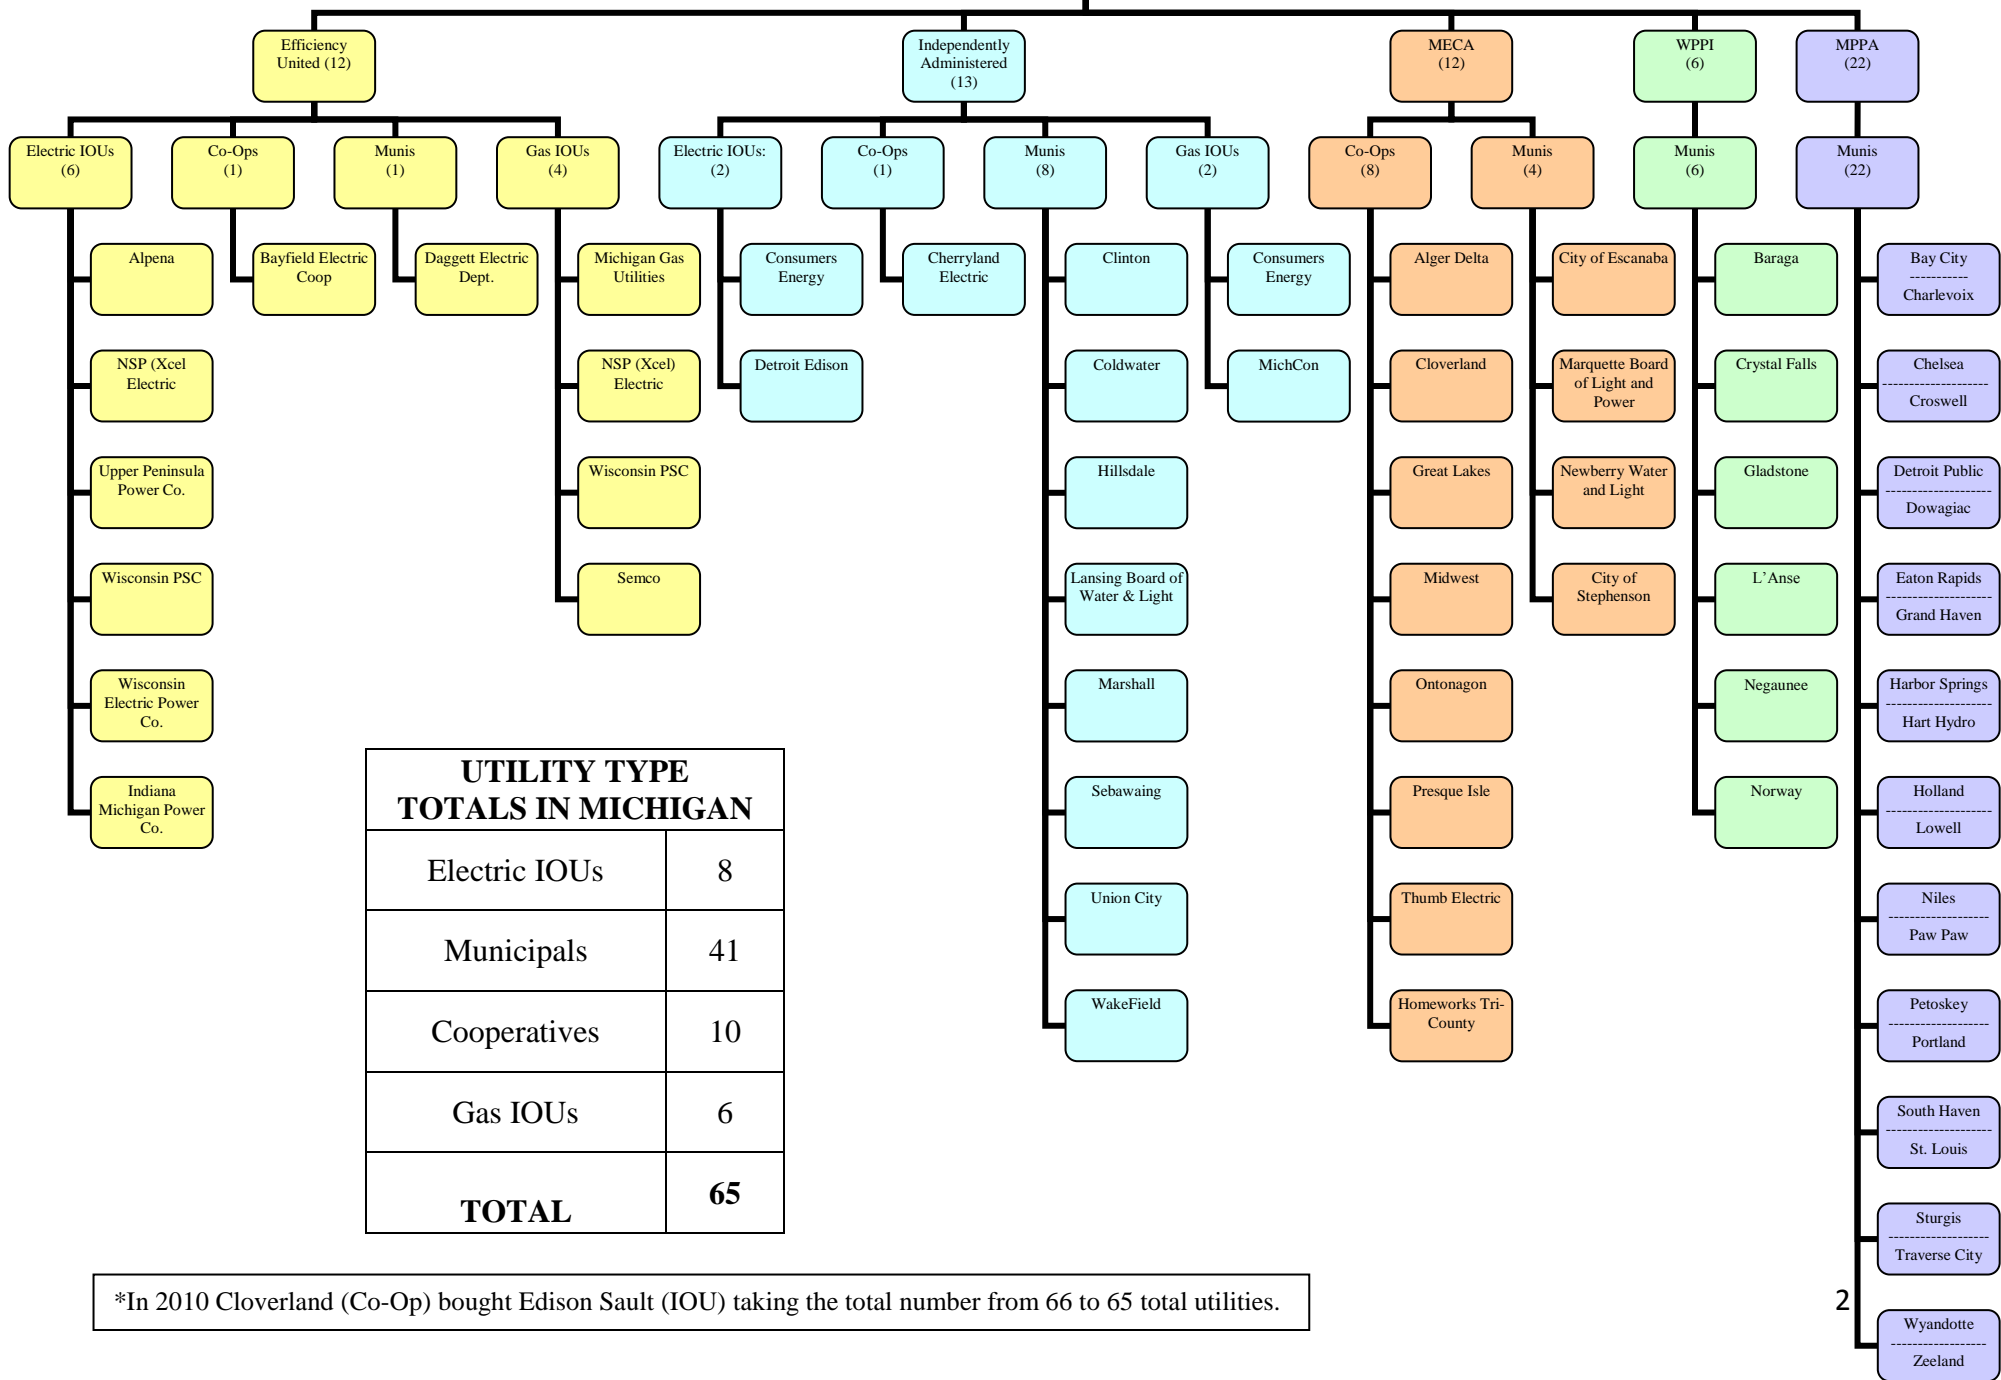 Efficiency
United (12)
Independently
Administered
(13)
MECA
(12)
WPPI
(6)
MPPA
(22)
Electric IOUs
(6)
Co-Ops
(1)
Munis
(1)
Gas IOUs
(4)
Electric IOUs:
(2)
Co-Ops
(1)
Munis
(8)
Gas IOUs
(2)
Co-Ops
(8)
Munis
(4)
Munis
(6)
Munis
(22)
Alpena
NSP (Xcel
Electric
Upper Peninsula
Power Co.
Wisconsin PSC
Wisconsin
Electric Power
Co.
Indiana
Michigan Power
Co.
Bayfield Electric
Coop
Daggett Electric
Dept.
Michigan Gas
Utilities
NSP (Xcel)
Electric
Wisconsin PSC
Semco
Consumers
Energy
Detroit Edison
Cherryland
Electric
Clinton
Coldwater
Hillsdale
Lansing Board of
Water & Light
Marshall
Sebawaing
Union City
WakeField
Consumers
Energy
MichCon
Alger Delta
Cloverland
Great Lakes
Midwest
Ontonagon
Presque Isle
Thumb Electric
Homeworks Tri-
County
City of Escanaba
Marquette Board
of Light and
Power
Newberry Water
and Light
City of
Stephenson
Baraga
Crystal Falls
Gladstone
L’Anse
Negaunee
Norway
Bay City
-----------
Charlevoix
Chelsea
--------------------
Croswell
Detroit Public
--------------------
Dowagiac
Eaton Rapids
--------------------
Grand Haven
Harbor Springs
--------------------
Hart Hydro
Holland
--------------------
Lowell
Niles
-------------------
Paw Paw
Petoskey
-------------------
Portland
South Haven
--------------------
St. Louis
Sturgis
-------------------
Traverse City
Wyandotte
------------------
Zeeland
UTILITY TYPE
TOTALS IN MICHIGAN
Electric IOUs 8
Municipals 41
Cooperatives 10
Gas IOUs 6
TOTAL 65
*In 2010 Cloverland (Co-Op) bought Edison Sault (IOU) taking the total number from 66 to 65 total utilities.
2